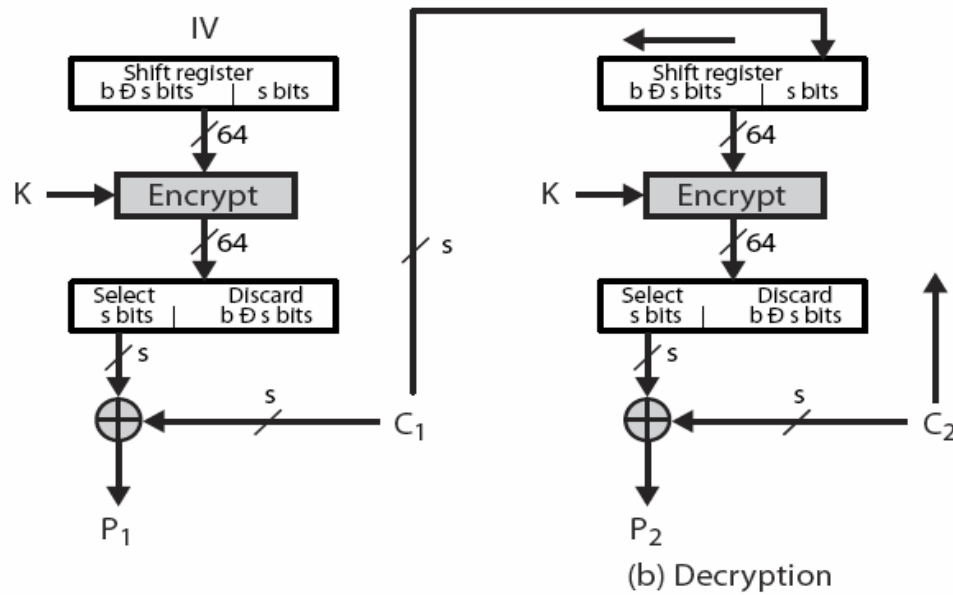 IV
Shift register
b Đ s bits | s bits
64
K
Encrypt
64
Select Discard
s bits | b Đ s bits
s
s
C1
P1
s
Shift register
b Đ s bits | s bits
64
K
Encrypt
64
Select Discard
s bits | b Đ s bits
s
s
C2
P2
(b) Decryption